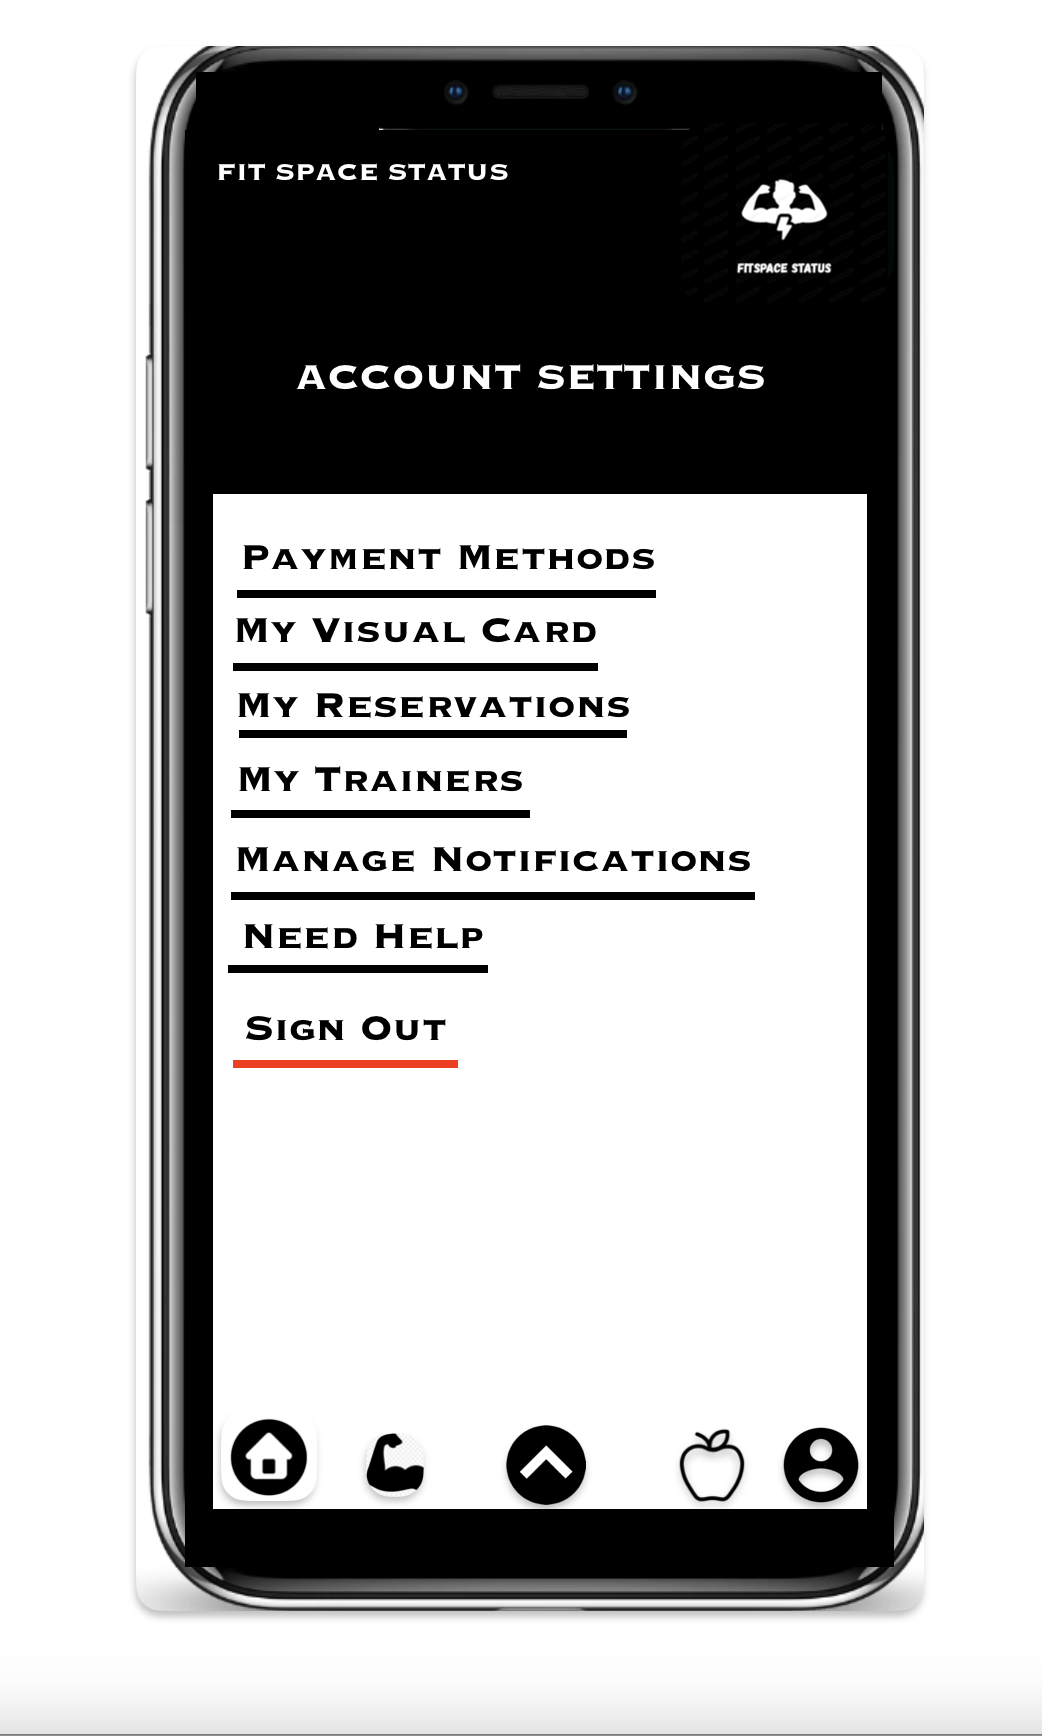 FIT SPACE STATUS
FITSPACE STATUS
ACCOUNT SETTINGS
PAYMENT METHODS
MY VISUAL CARD
MY RESERVATIONS
MY TRAINERS
MANAGE NOTIFICATIONS
NEED HELP
SIGN OUT